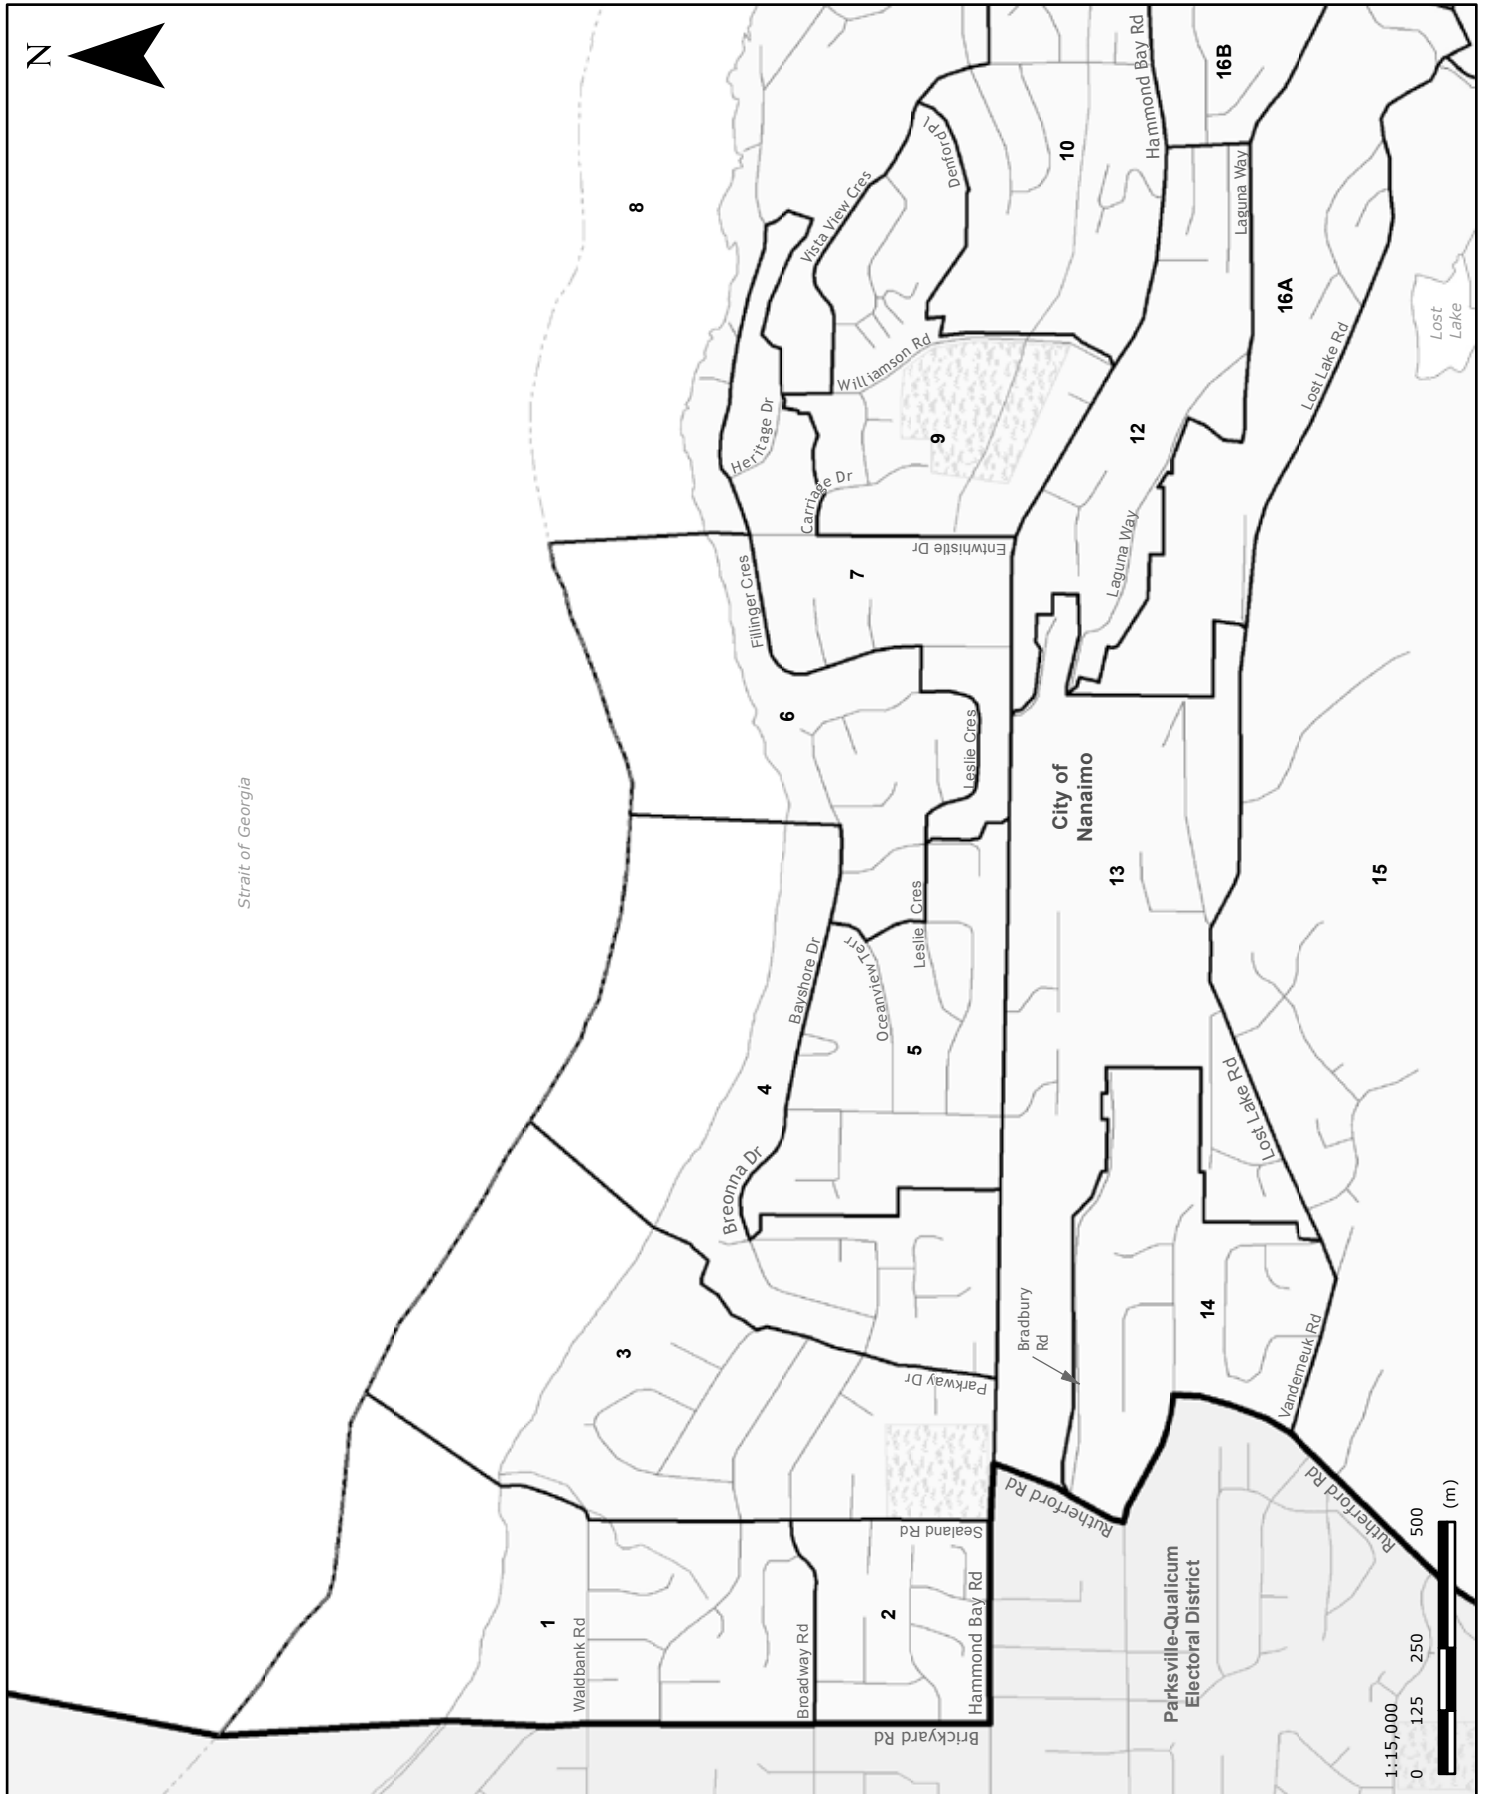 N
8
Strait of Georgia
Hammond Bay Rd
16B
10
Denford Pl
Vista View Cres
Laguna Way
16A
Lost
Lake
Lost Lake Rd
Williamson Rd
Heritage Dr
9
12
Carriage Dr
Entwhistle Dr
Laguna Way
7
Fillinger Cres
6
Leslie Cres
City of
Nanaimo
13
15
Leslie Cres
Bayshore Dr
Oceanview Terr
5
4
Breonna Dr
Lost Lake Rd
Bradbury
Rd
14
3
Parkway Dr
Vanderneuk Rd
Rutherford Rd
Rutherford Rd
Sealand Rd
1
Waldbank Rd
Broadway Rd
2
Hammond Bay Rd
Brickyard Rd
Parksville-Qualicum
Electoral District
1:15,000
0 125 250 500
(m)